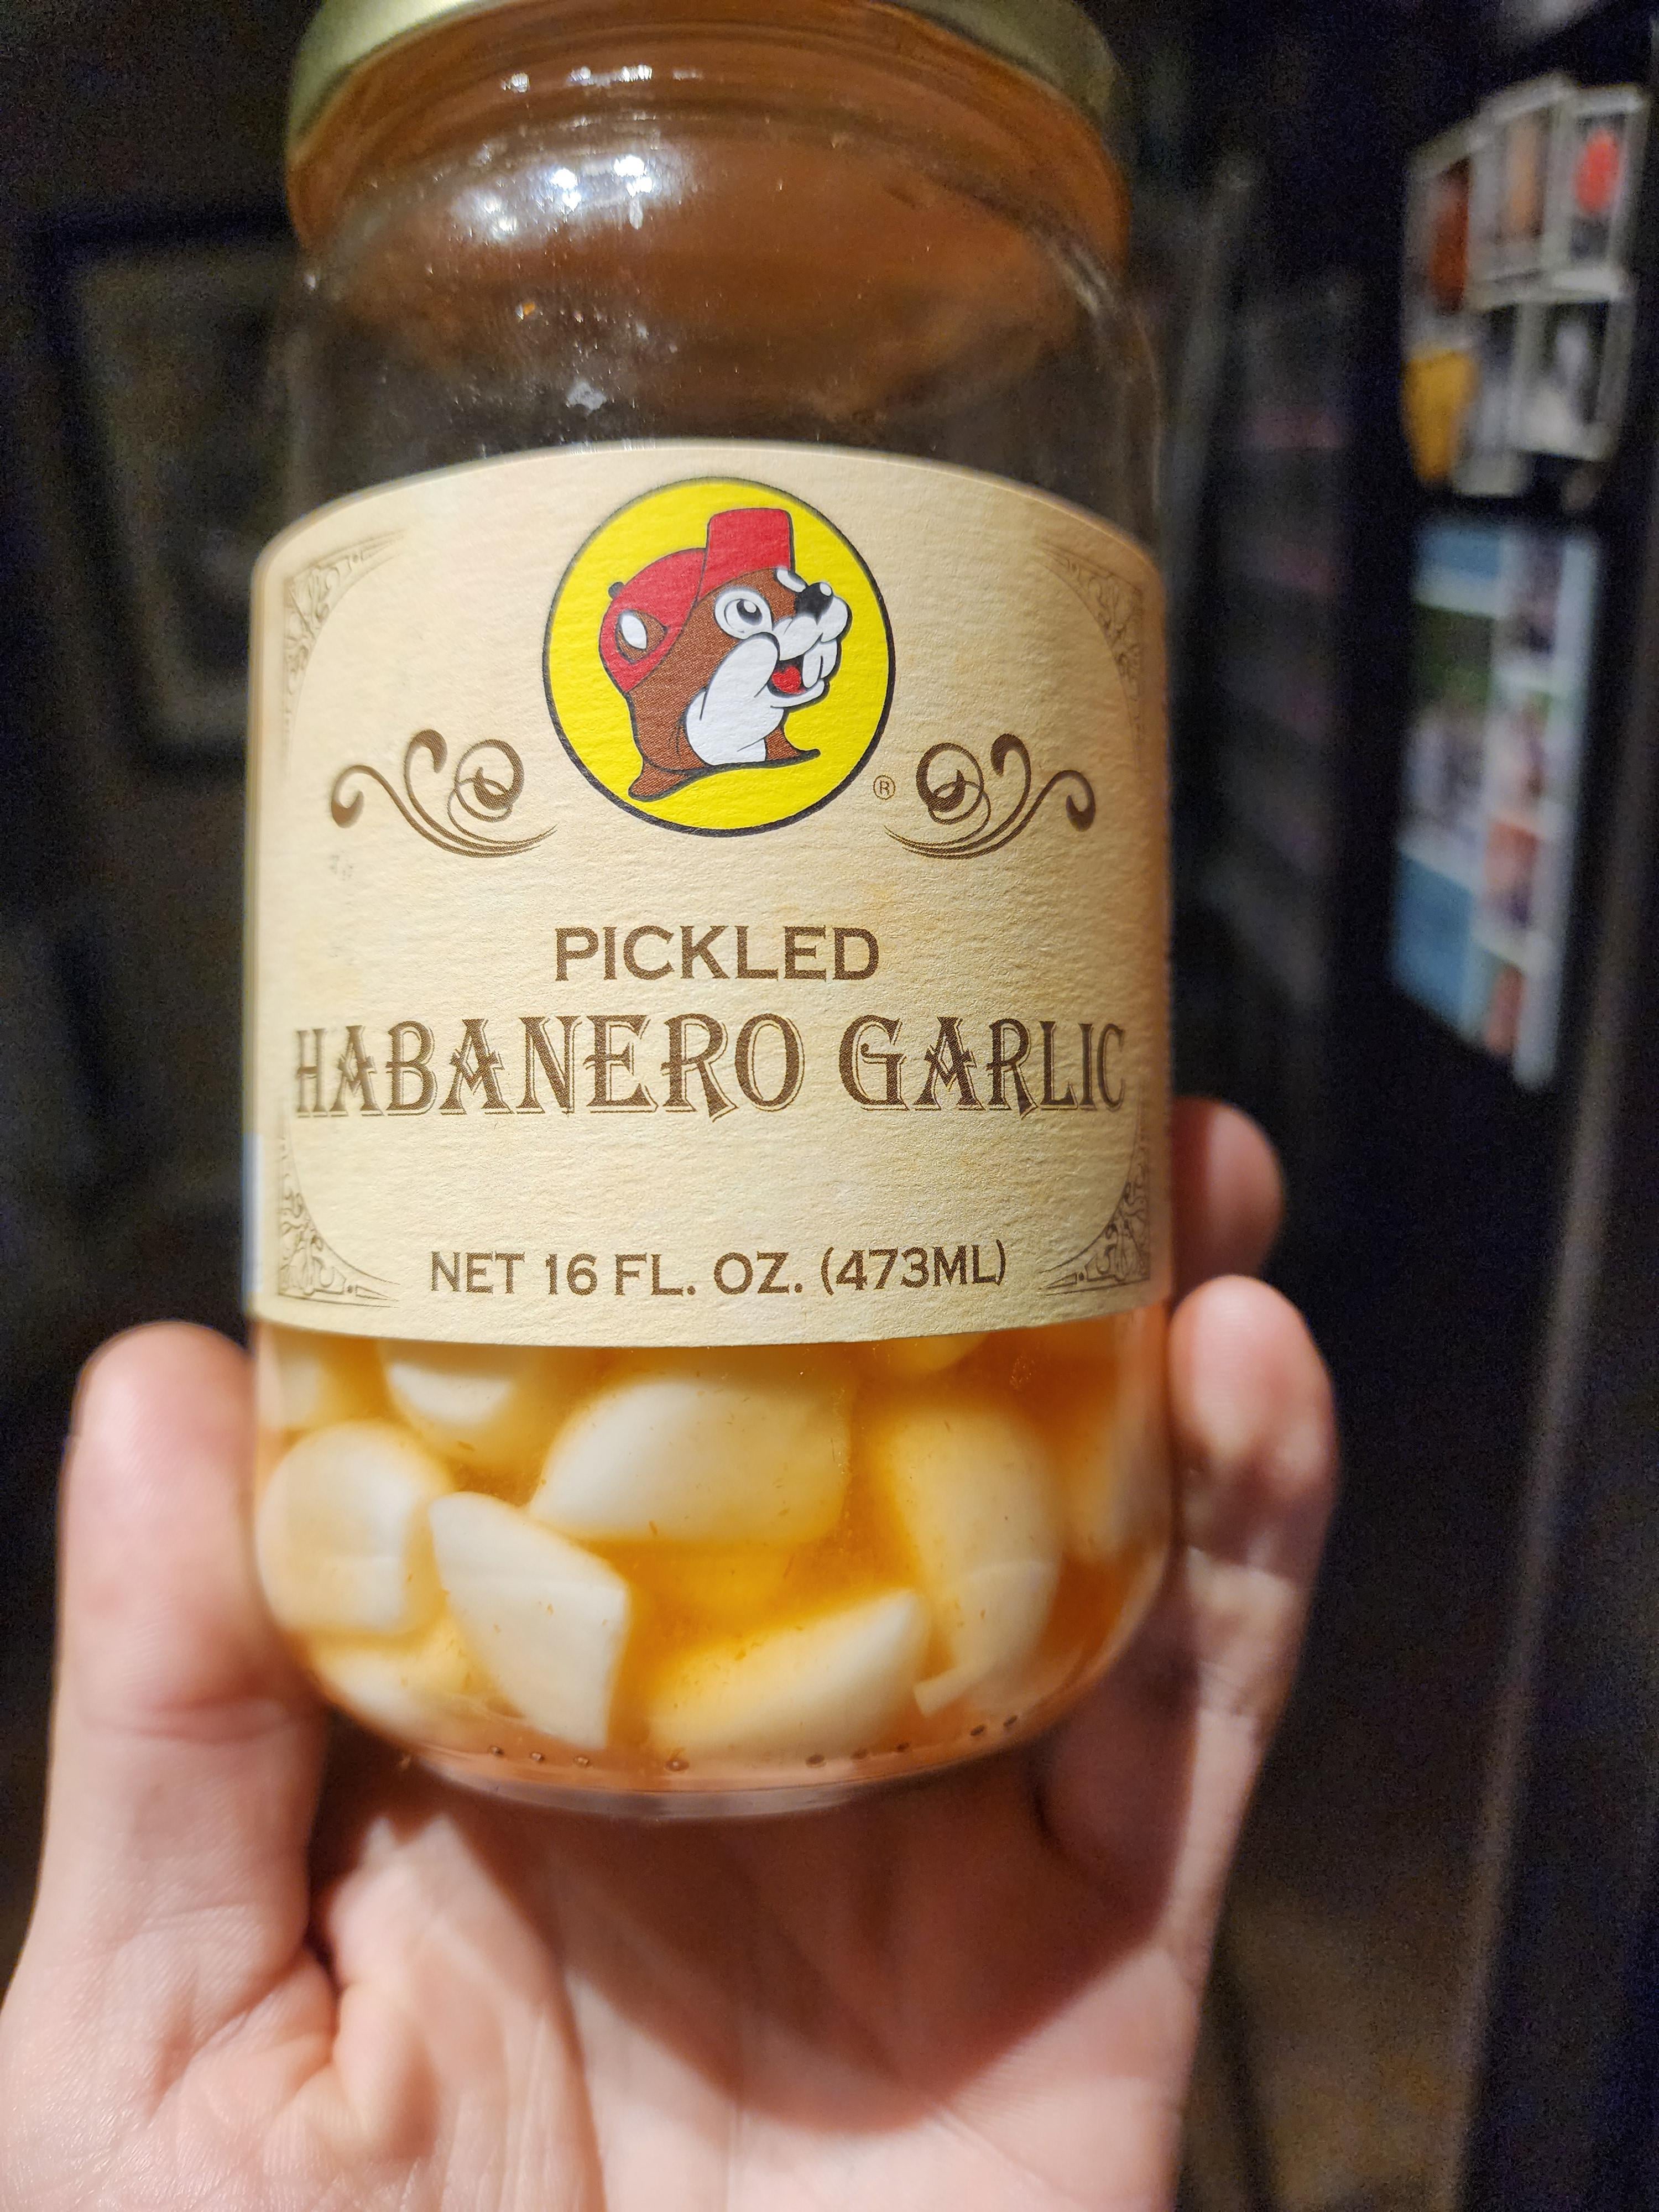 ®
PICKLED
HABANERO GARLIC
NET 16 FL. OZ. (473ML)